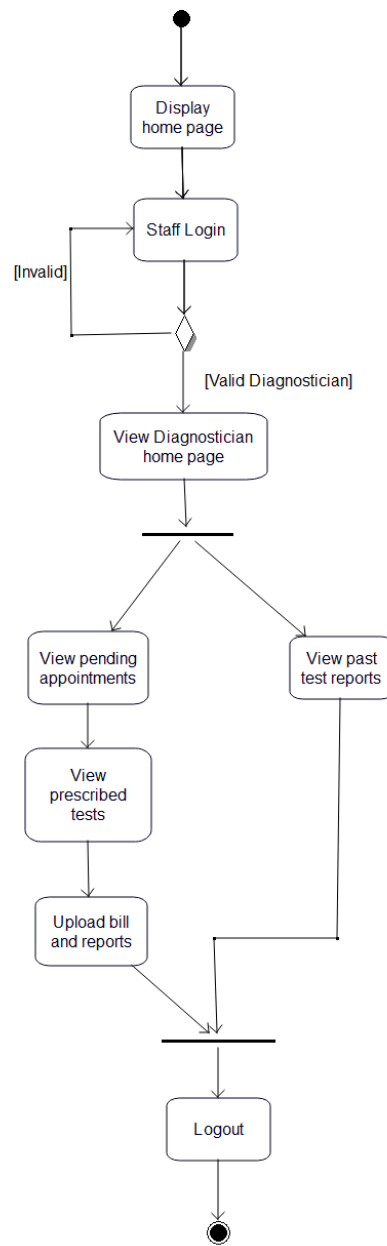 Display
home page
Staff Login
[Invalid]
[Valid Diagnostician]
View Diagnostician
home page
View pending
appointments
View past
test reports
View
prescribed
tests
Upload bill
and reports
Logout